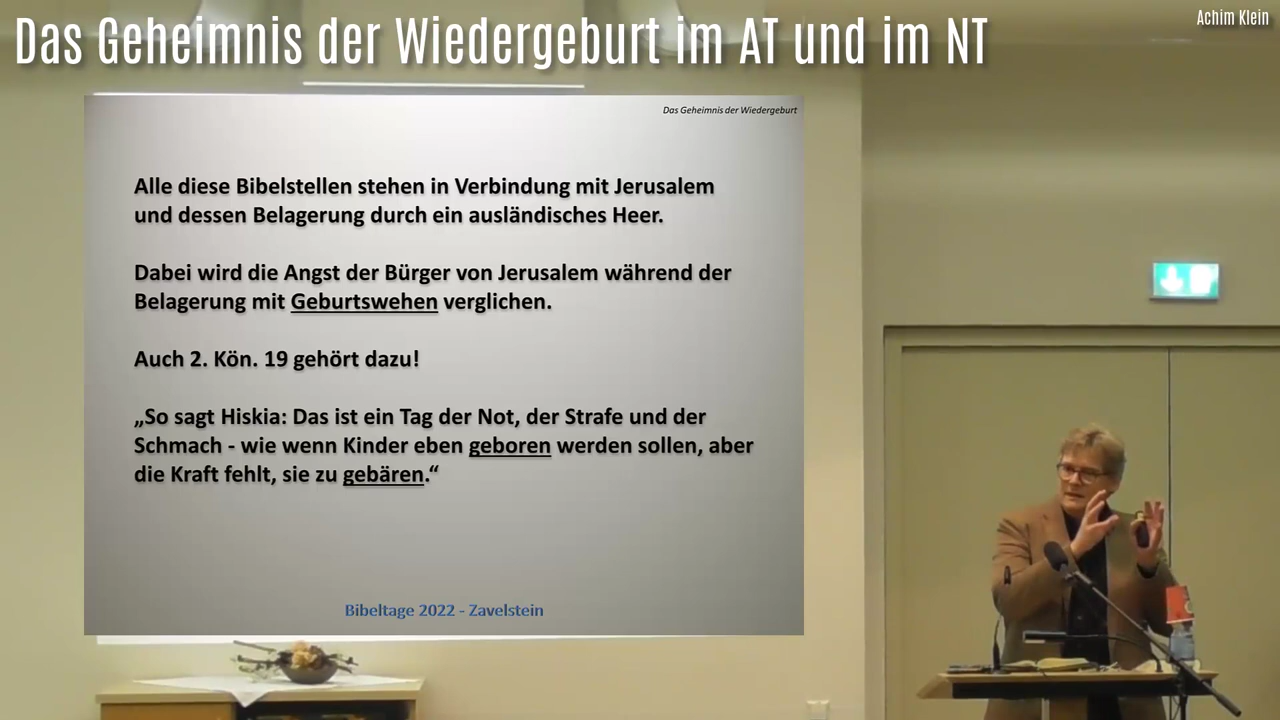 Das Geheimnis der Wiedergeburt im AT und im NT
Achim Klein
Das Geheimnis der Wiedergeburt
Alle diese Bibelstellen stehen in Verbindung mit Jerusalem
und dessen Belagerung durch ein ausländisches Heer.
Dabei wird die Angst der Bürger von Jerusalem während der
Belagerung mit Geburtswehen verglichen.
Auch 2. Kön. 19 gehört dazu!
„So sagt Hiskia: Das ist ein Tag der Not, der Strafe und der
Schmach - wie wenn Kinder eben geboren werden sollen, aber
die Kraft fehlt, sie zu gebären.“
Bibeltage 2022 - Zavelstein